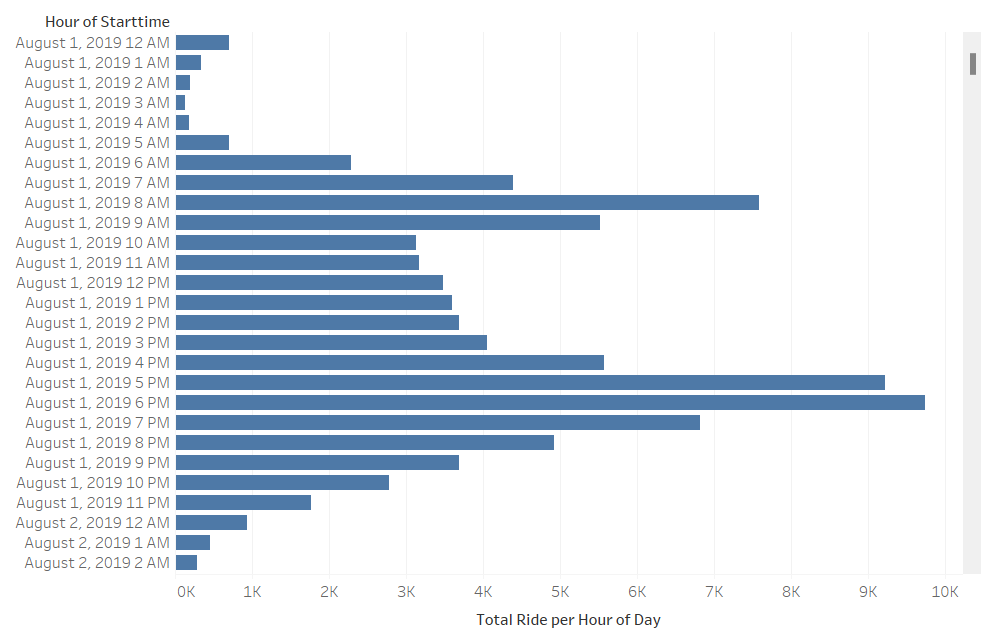 Hour of Starttime
August 1, 2019 12 AM
August 1, 2019 1 AM
August 1, 2019 2 AM
August 1, 2019 3 AM
August 1, 2019 4 AM
August 1, 2019 5 AM
August 1, 2019 6 AM
August 1, 2019 7 AM
August 1, 2019 8 AM
August 1, 2019 9 AM
August 1, 2019 10 AM
August 1, 2019 11 AM
August 1, 2019 12 PM
August 1, 2019 1 PM
August 1, 2019 2 PM
August 1, 2019 3 PM
August 1, 2019 4 PM
August 1, 2019 5 PM
August 1, 2019 6 PM
August 1, 2019 7 PM
August 1, 2019 8 PM
August 1, 2019 9 PM
August 1, 2019 10 PM
August 1, 2019 11 PM
August 2, 2019 12 AM
August 2, 2019 1 AM
August 2, 2019 2 AM
0K 1K 2K 3K 4K 5K 6K 7K 8K 9K 10K
Total Ride per Hour of Day